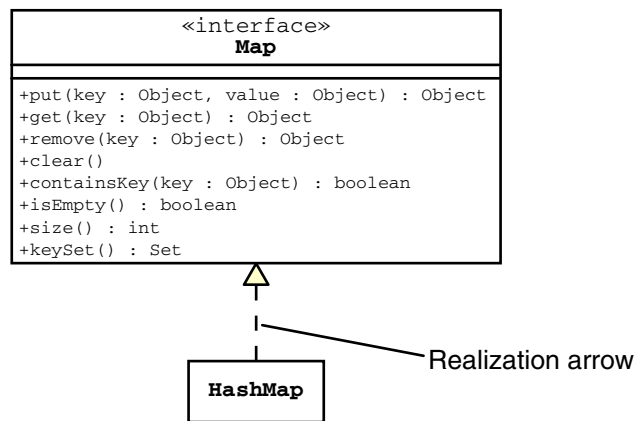 «interface»
Map
+put(key : Object, value : Object) : Object
+get(key : Object) : Object
+remove(key : Object) : Object
+clear()
+containsKey(key : Object) : boolean
+isEmpty() : boolean
+size() : int
+keySet() : Set
Realization arrow
HashMap